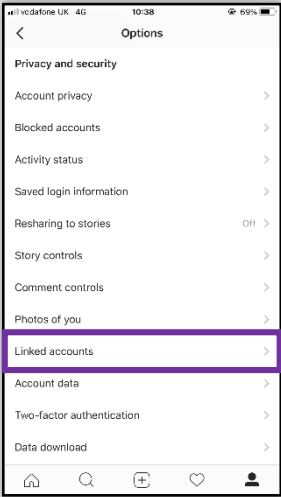 vodafone UK 4G 10:38 69%
Options
Privacy and security
Account privacy
Blocked accounts
Activity status
Saved login information
Resharing to stories Off
Story controls
Comment controls
Photos of you
Linked accounts
Account data
Two-factor authentication
Data download